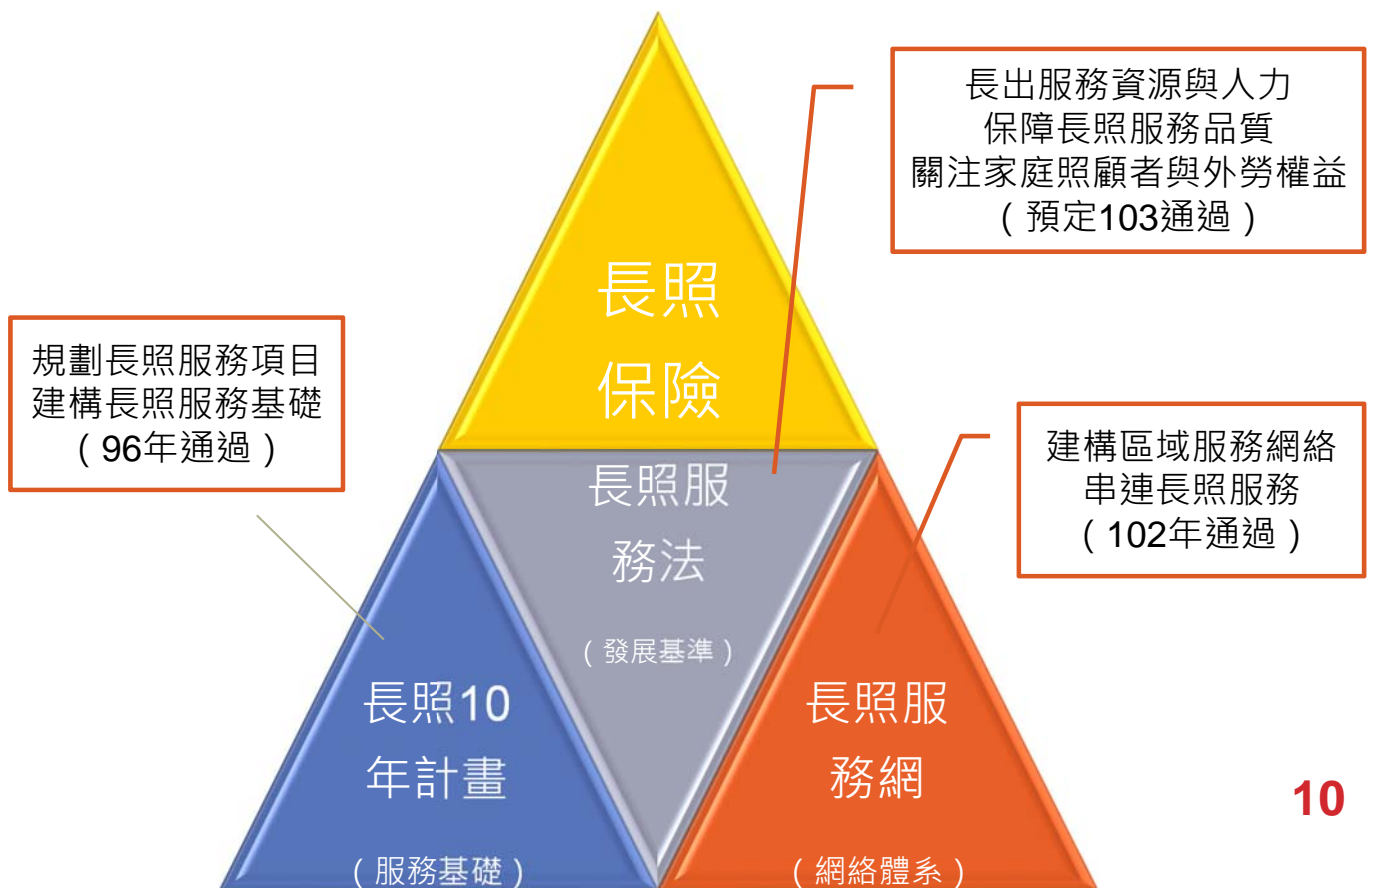 長出服務資源與人力
保障長照服務品質
關注家庭照顧者與外勞權益
（預定103通過）
長照
保險
規劃長照服務項目
建構長照服務基礎
（96年通過）
建構區域服務網絡
串連長照服務
（102年通過）
長照服
務法
（發展基準）
長照10
年計畫
（服務基礎）
長照服
務網
（網絡體系）
10